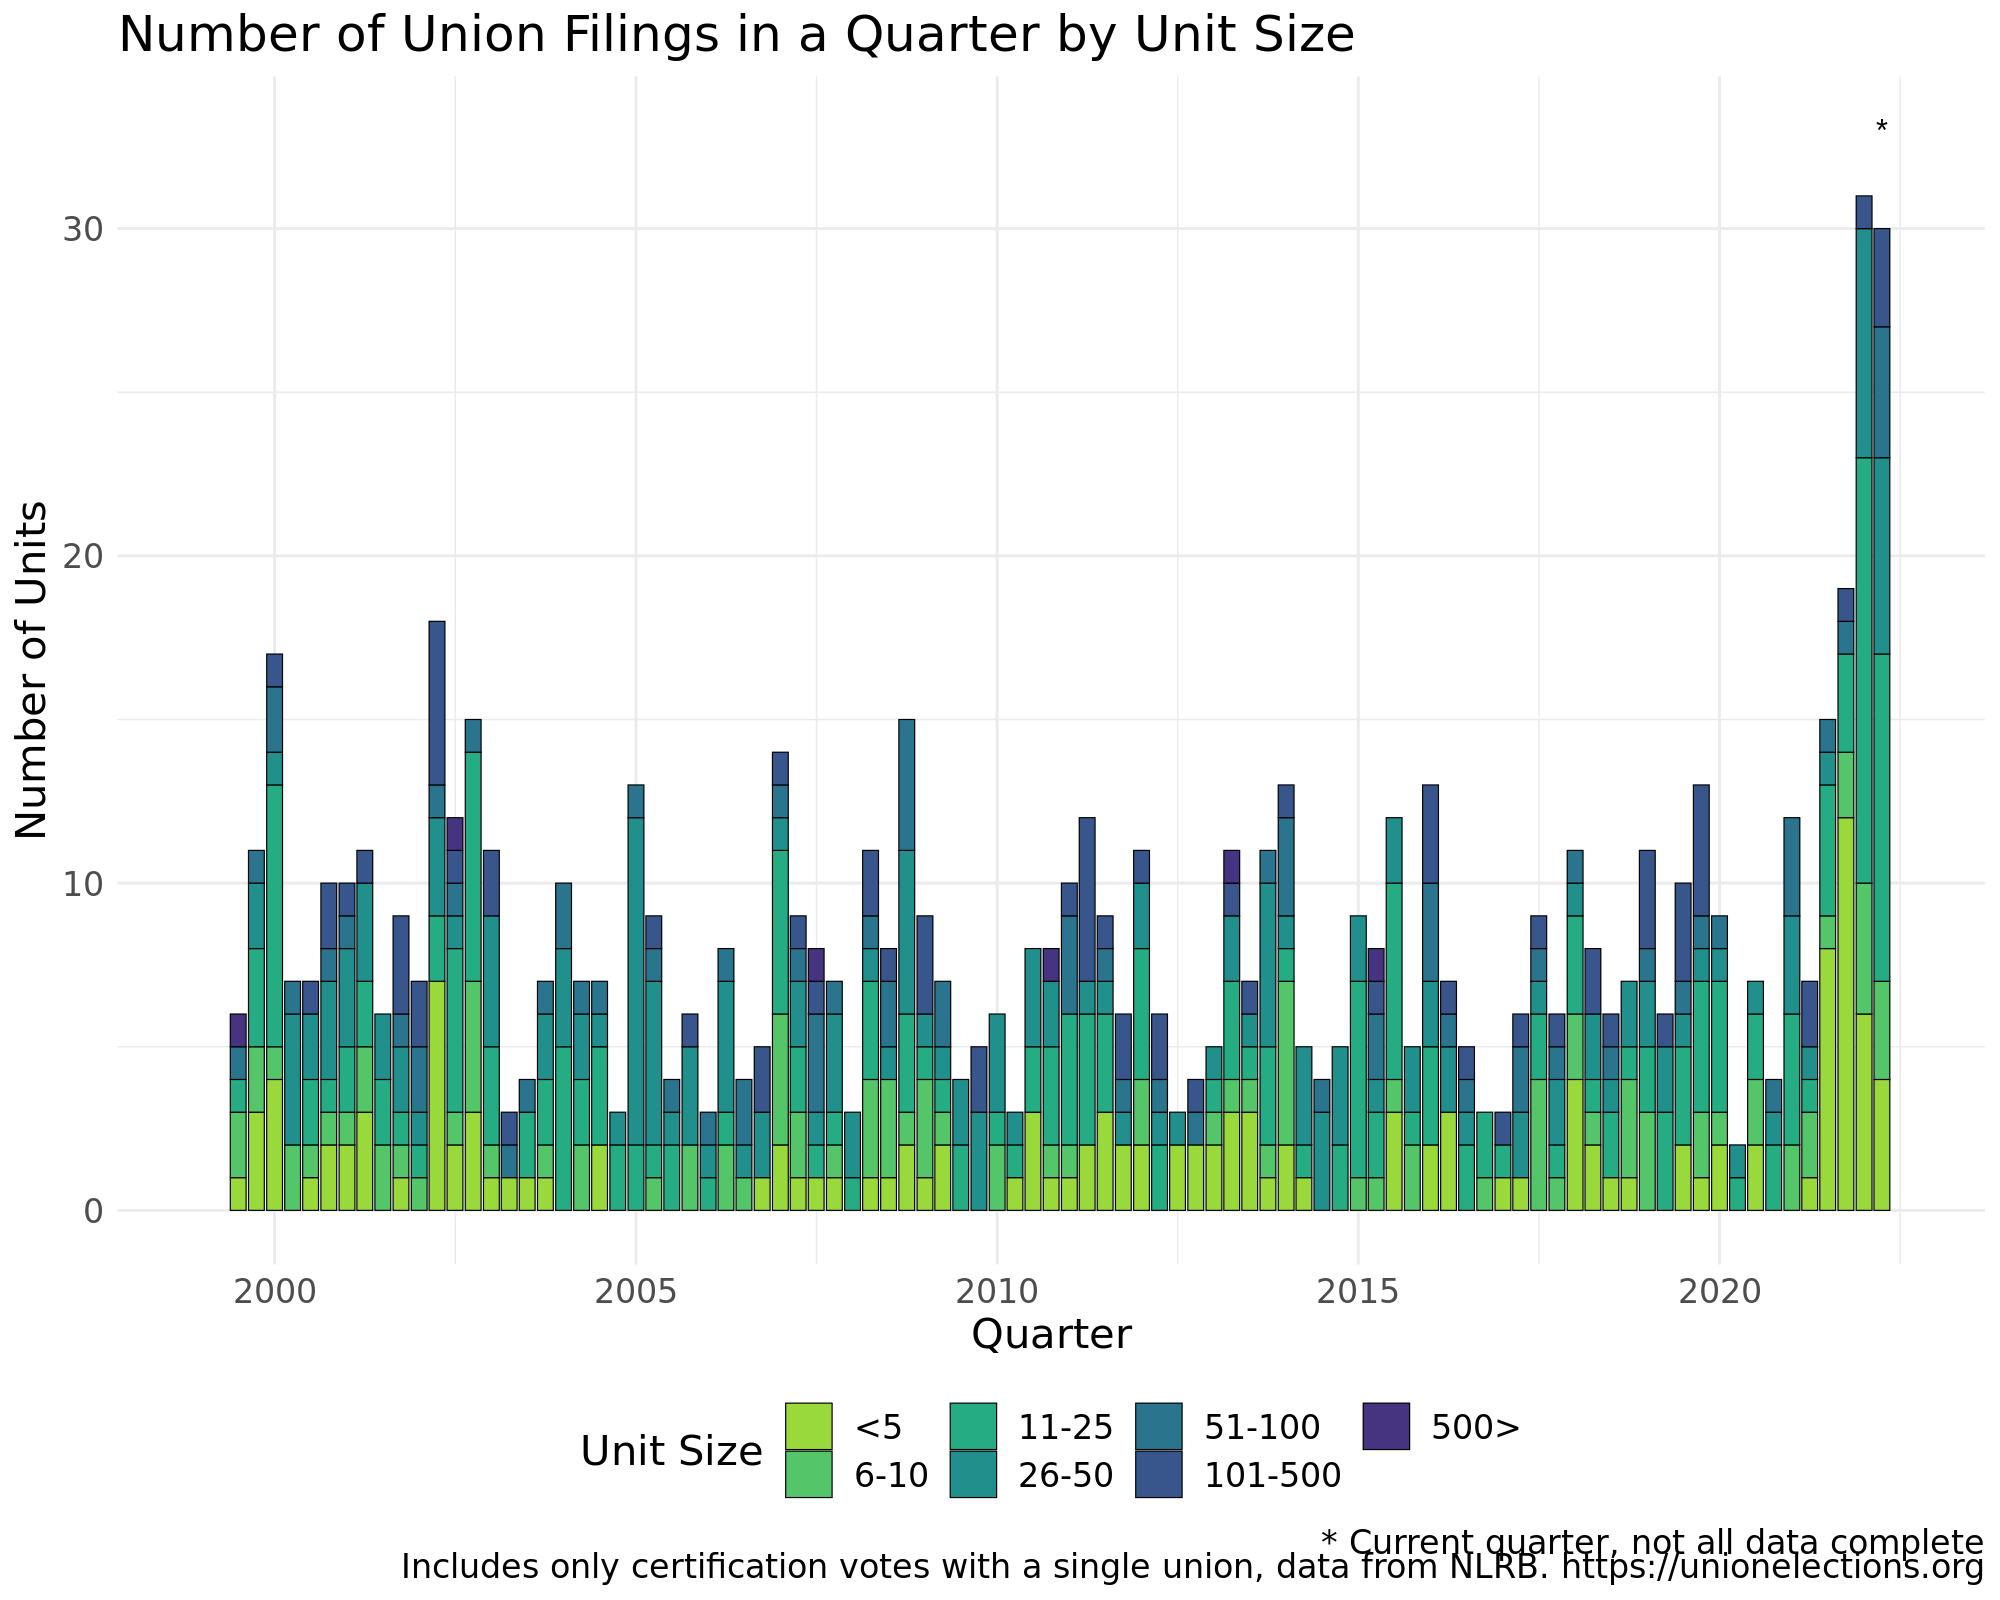 Number of Union Filings in a Quarter by Unit Size
*
Number of Units
30
20
10
0
2000 2005 2010 2015 2020
Quarter
Unit Size
<5 11-25 51-100 500>
6-10 26-50 101-500
* Current quarter, not all data complete
Includes only certification votes with a single union, data from NLRB. https://unionelections.org